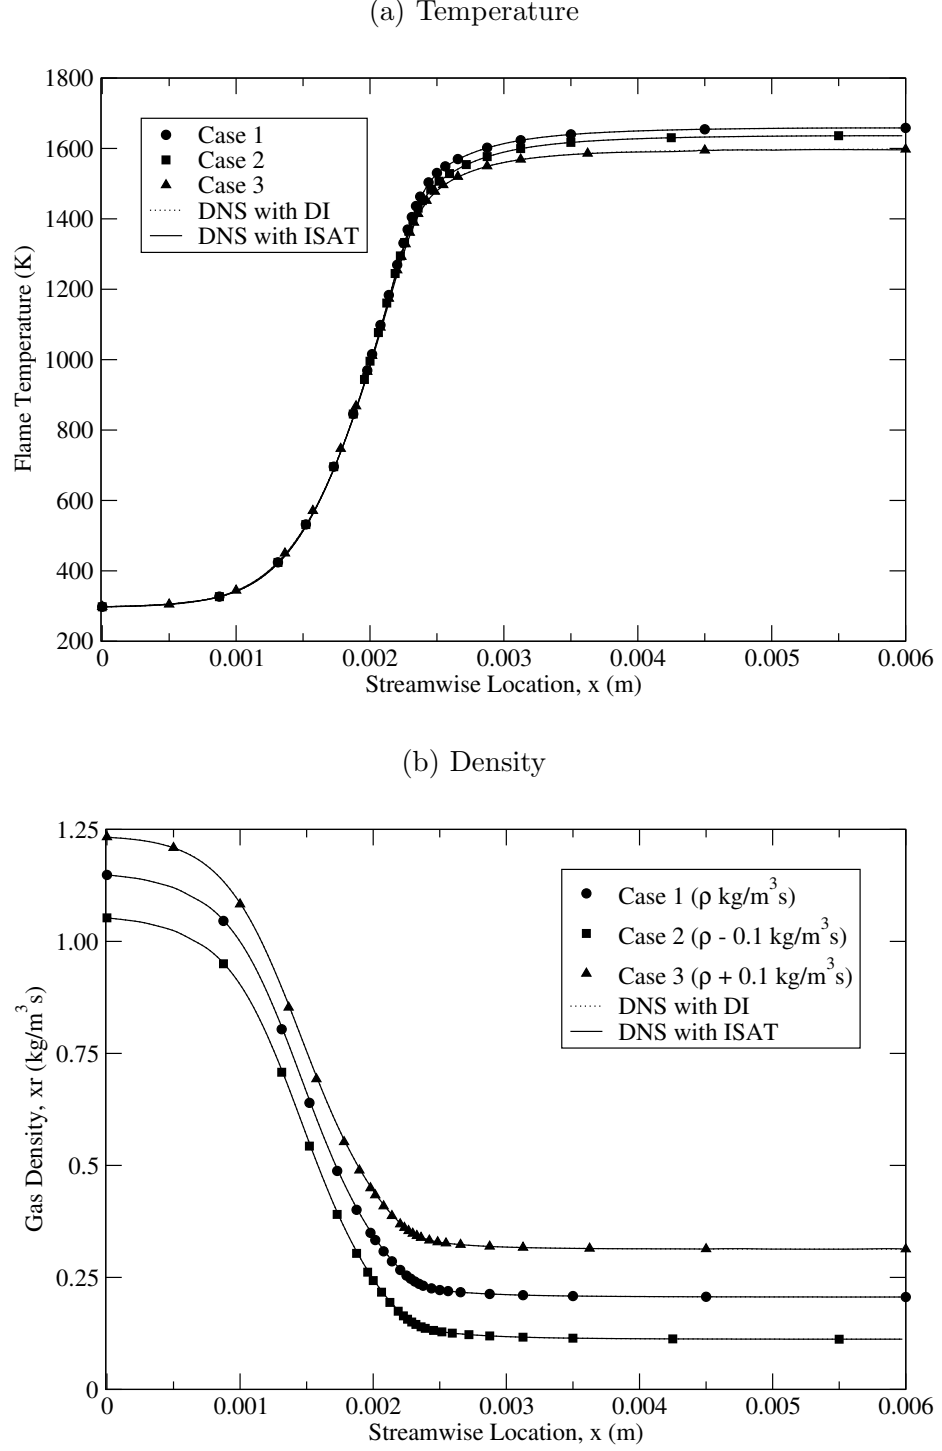 (a) Temperature
1800
1600
1400
1200
1000
800
600
400
200
Flame Temperature (K)
Case 1
Case 2
Case 3
DNS with DI
DNS with ISAT
0 0.001 0.002 0.003 0.004 0.005 0.006
Streamwise Location, x (m)
(b) Density
1.25
1.00
0.75
0.5
0.25
0
Gas Density, xr (kg/m³s)
Case 1 (ρ kg/m³s)
Case 2 (ρ - 0.1 kg/m³s)
Case 3 (ρ + 0.1 kg/m³s)
DNS with DI
DNS with ISAT
0 0.001 0.002 0.003 0.004 0.005 0.006
Streamwise Location, x (m)